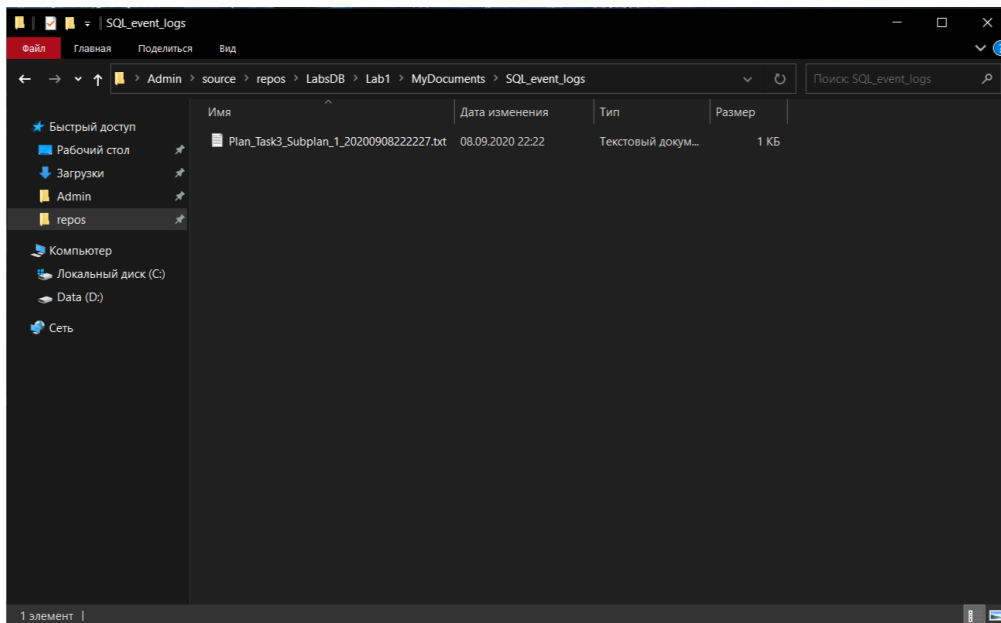 SQL_event_logs
Файл Главная Поделиться Вид
Admin > source > repos > LabsDB > Lab1 > MyDocuments > SQL_event_logs Поиск: SQL_event_logs
Имя Дата изменения Тип Размер
Быстрый доступ
Рабочий стол
Загрузки
Admin
repos
Компьютер
Локальный диск (C:)
Data (D:)
Сеть
Plan_Task3_Subplan_1_20200908222227.txt 08.09.2020 22:22 Текстовый докум... 1 КБ
1 элемент